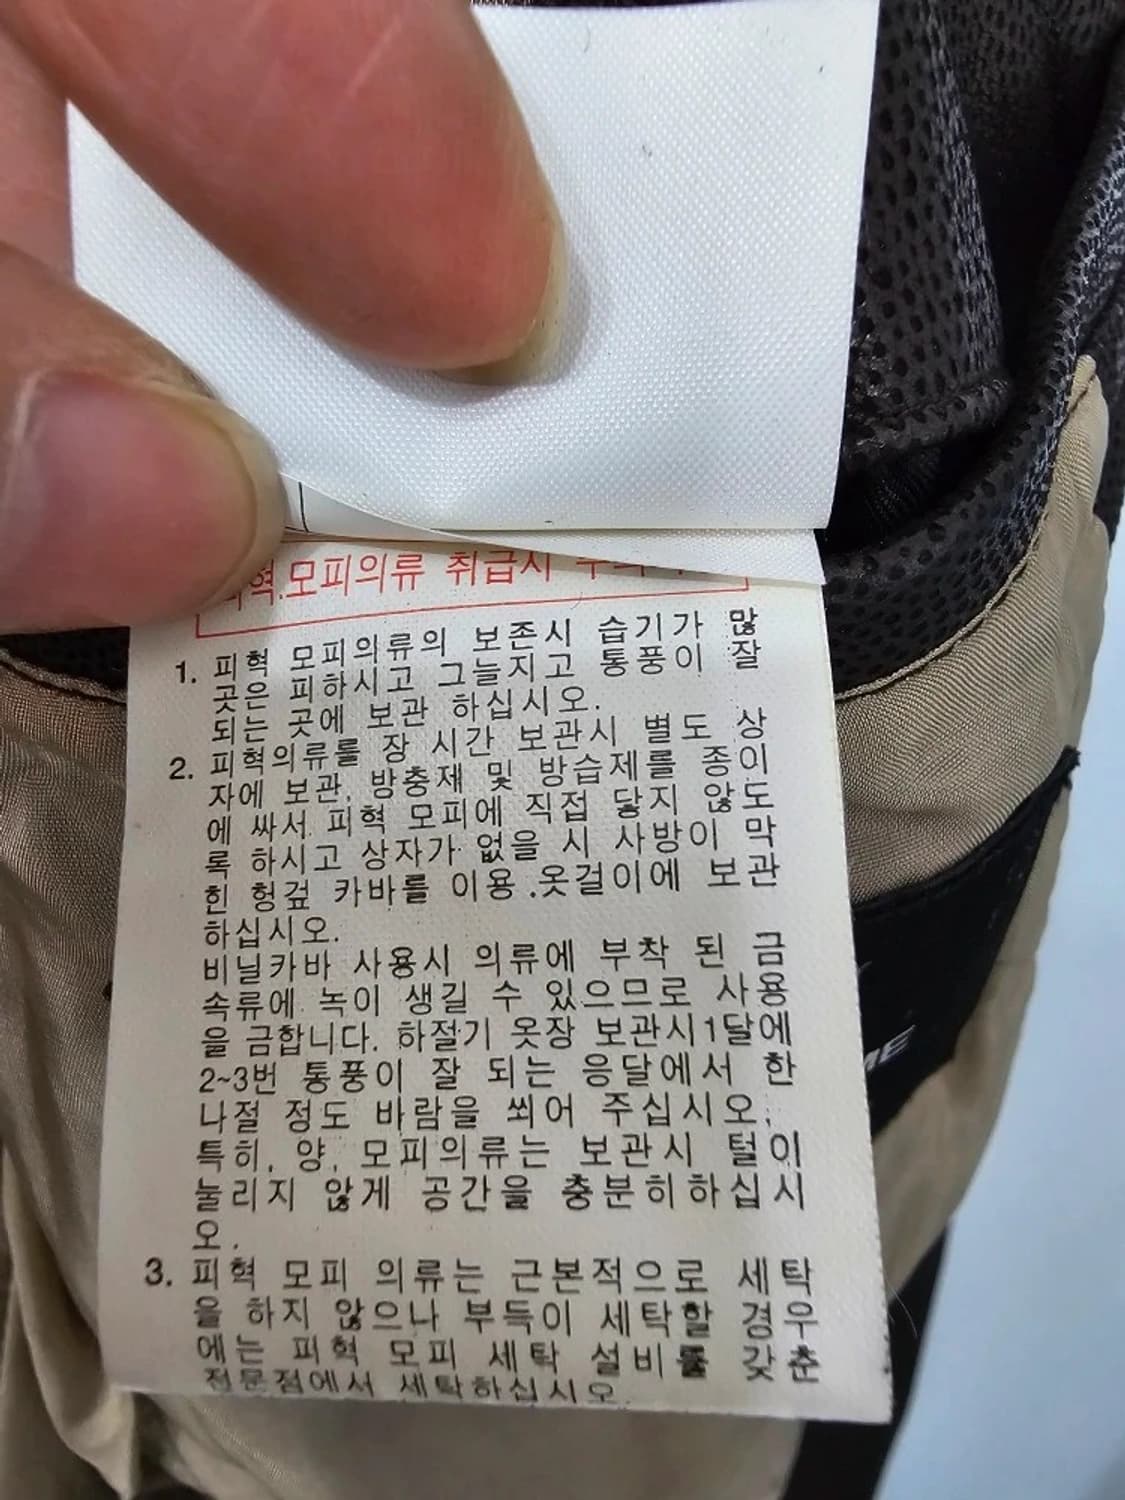 혁.모피의류 취급시
1. 피혁 모피의류의 보존시 습기가 많
곳은 피하시고 그늘지고 통풍이 잘
되는 곳에 보관 하십시오.
2. 피혁의류를 장 시간 보관시 별도 상
자에 보관, 방충제 및 방습제를 종이
에 싸서 피혁 모피에 직접 닿지 않도
록 하시고 상자가 없을 시 사방이 막
힌 헝겊 카바를 이용.옷걸이에 보관
하십시오.
비닐카바 사용시 의류에 부착 된 금
속류에 녹이 생길 수 있으므로 사용
을 금합니다. 하절기 옷장 보관시1달에
2~3번 통풍이 잘 되는 응달에서 한
나절 정도 바람을 쐬어 주십시오,
특히, 양, 모피의류는 보관시 털이
눌리지 않게 공간을 충분히하십시
오.
3. 피혁 모피 의류는 근본적으로 세탁
을 하지 않으나 부득이 세탁할 경우
에는 피혁 모피 세탁 설비를 갖춘
전문점에서 세탁하십시오.